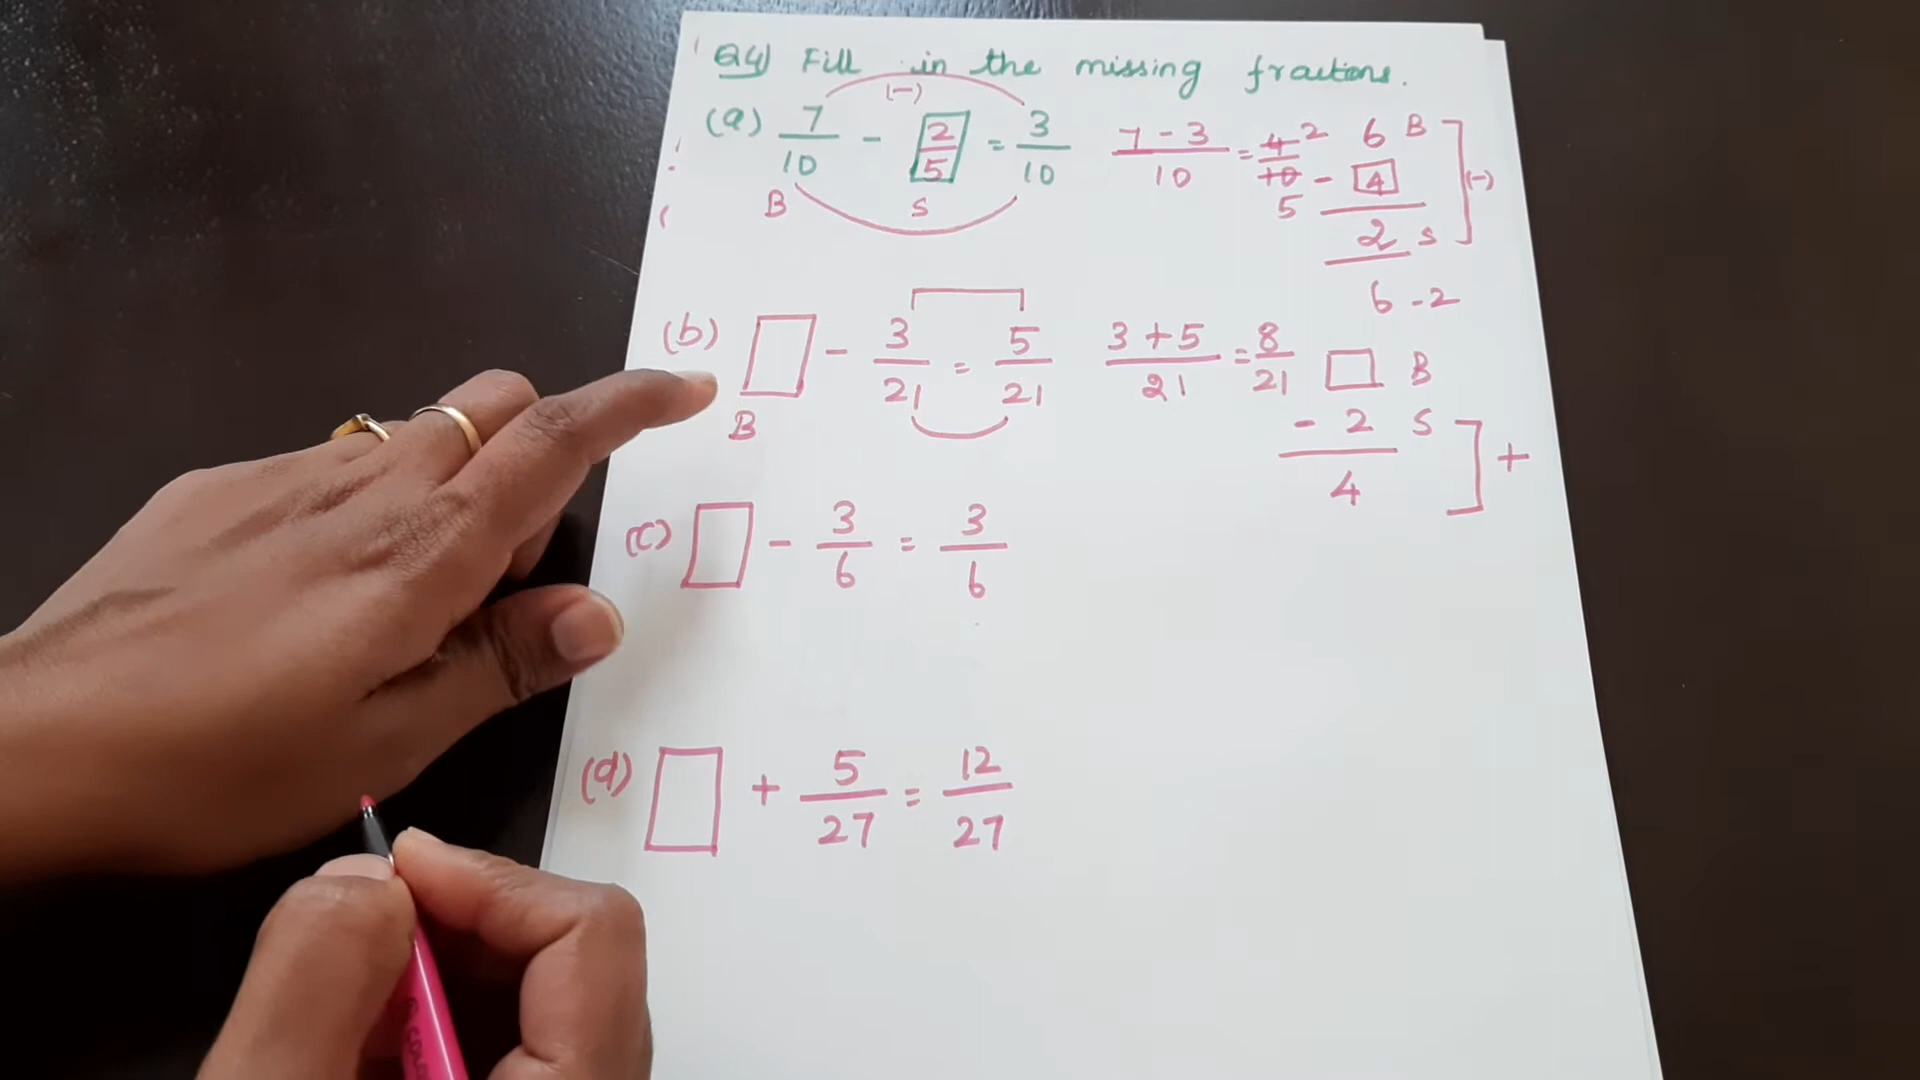 Q4) Fill in the missing fractions.
(a) 7/10 - 2/5 = 3/10
(-)
B S
7 - 3/10 = 4/10 2 5
6 B
- 4
2 S
(-)
6 - 2
(b) □ - 3/21 = 5/21
B
3 + 5/21 = 8/21
□ B
- 2 S
4
+
(c) □ - 3/6 = 3/6
(d) □ + 5/27 = 12/27